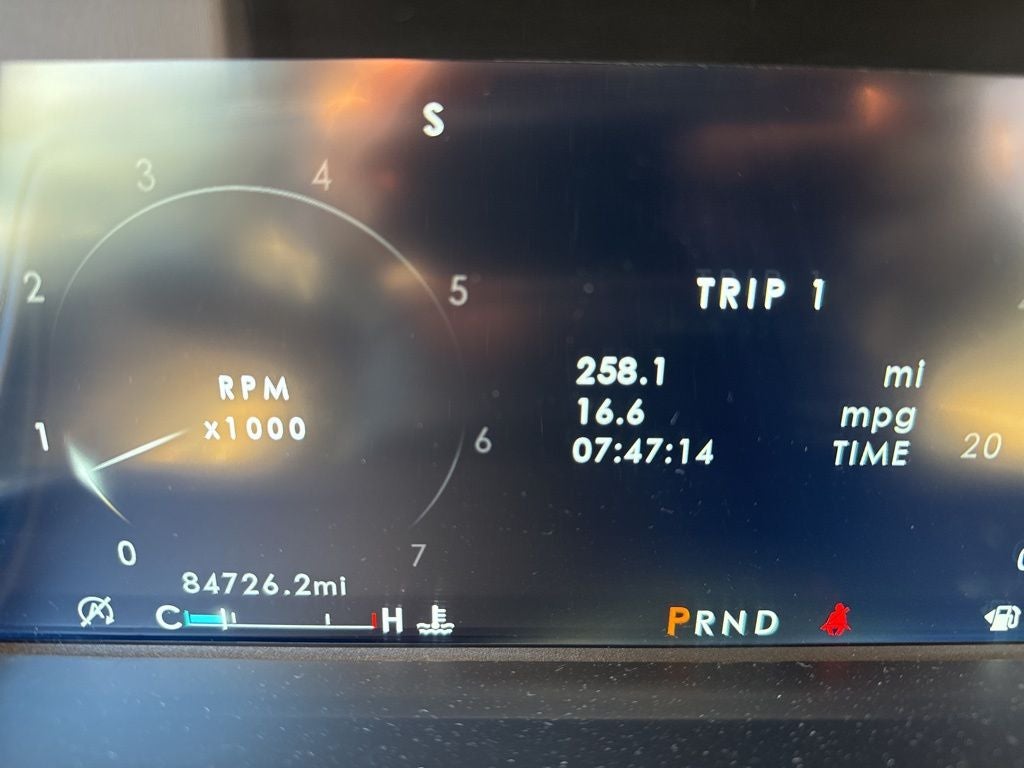 S
3 4
2 5
TRIP 1
RPM
x1000
258.1 mi
16.6 mpg
07:47:14 TIME
1 6 20
0 7
84726.2mi
A C H PRND